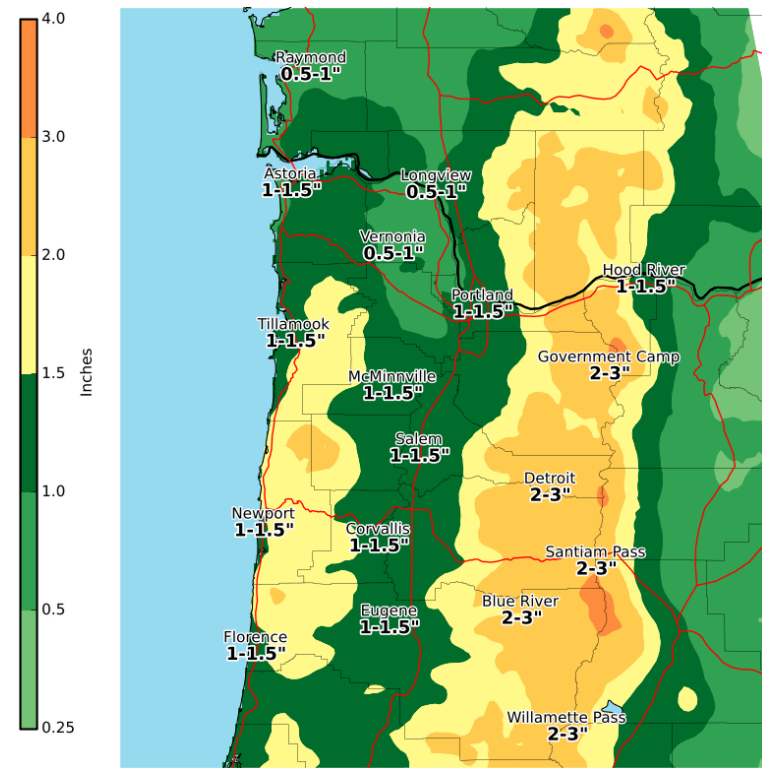 4.0
3.0
2.0
1.5
1.0
0.5
0.25
Inches
Raymond
0.5-1"
Astoria
1-1.5"
Longview
0.5-1"
Vernonia
0.5-1"
Hood River
1-1.5"
Portland
1-1.5"
Tillamook
1-1.5"
Government Camp
2-3"
McMinnville
1-1.5"
Salem
1-1.5"
Detroit
2-3"
Newport
1-1.5"
Corvallis
1-1.5"
Santiam Pass
2-3"
Blue River
2-3"
Eugene
1-1.5"
Florence
1-1.5"
Willamette Pass
2-3"